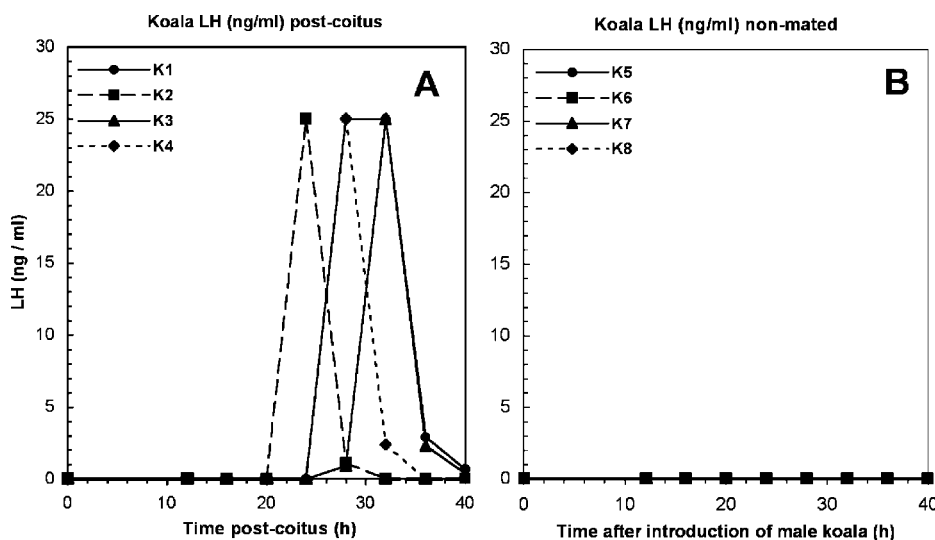 Koala LH (ng/ml) post-coitus
30
25
20
15
10
5
0
LH (ng / ml)
K1
K2
K3
K4
A
0
10
20
30
40
Time post-coitus (h)
Koala LH (ng/ml) non-mated
30
25
20
15
10
5
0
K5
K6
K7
K8
B
0
10
20
30
40
Time after introduction of male koala (h)